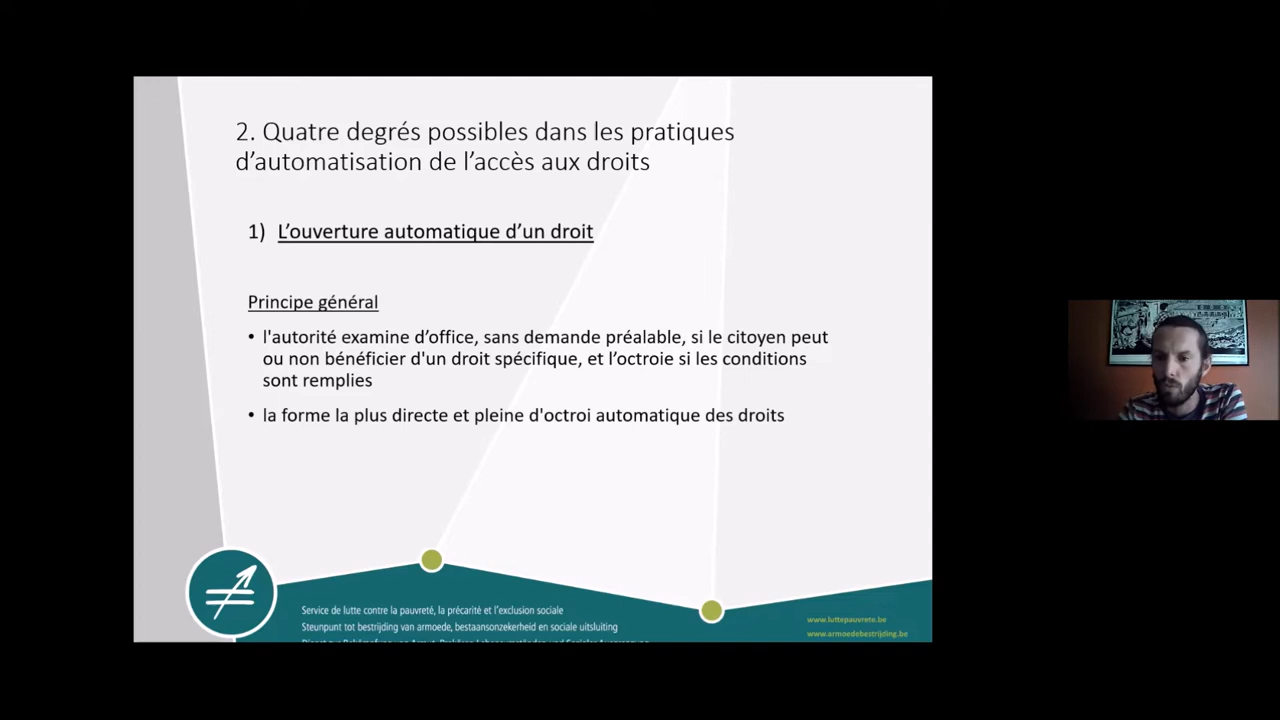 2. Quatre degrés possibles dans les pratiques
d’automatisation de l’accès aux droits
1) L’ouverture automatique d’un droit
Principe général
• l'autorité examine d’office, sans demande préalable, si le citoyen peut
ou non bénéficier d'un droit spécifique, et l’octroie si les conditions
sont remplies
• la forme la plus directe et pleine d'octroi automatique des droits
Service de lutte contre la pauvreté, la précarité et l’exclusion sociale
Steunpunt tot bestrijding van armoede, bestaansonzekerheid en sociale uitsluiting
www.luttepauvrete.be
www.armoedebestrijding.be